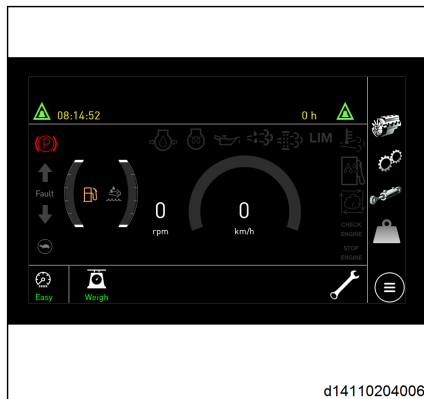 08:14:52 0 h
(P) LIM
Fault
0 0
rpm km/h
CHECK
ENGINE
STOP
ENGINE
Easy Weigh
d14110204006